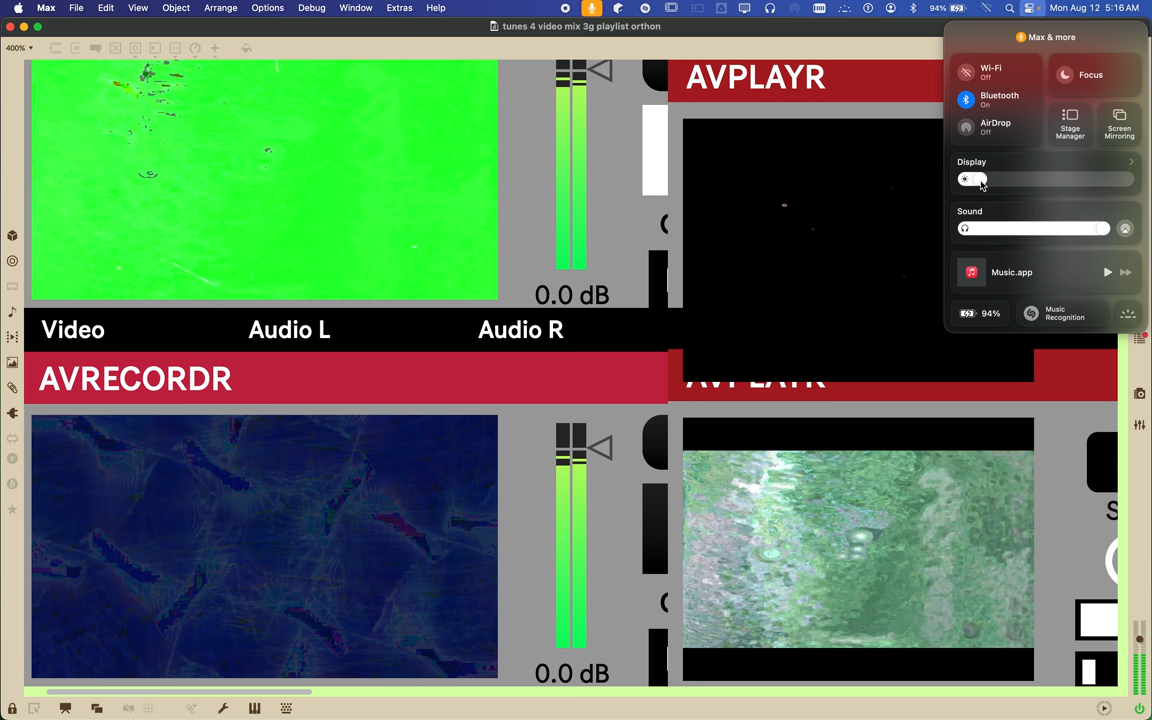 Max File Edit View Object Arrange Options Debug Window Extras Help
94% Mon Aug 12 5:16 AM
tunes 4 video mix 3g playlist orthon
400%
Max & more
Wi-Fi
Off
Focus
Bluetooth
On
AirDrop
Off
Stage
Manager
Screen
Mirroring
Display
Sound
Music.app
94%
Music
Recognition
AVPLAYR
0.0 dB
Video Audio L Audio R
AVRECORDR
AVPLAYR
0.0 dB